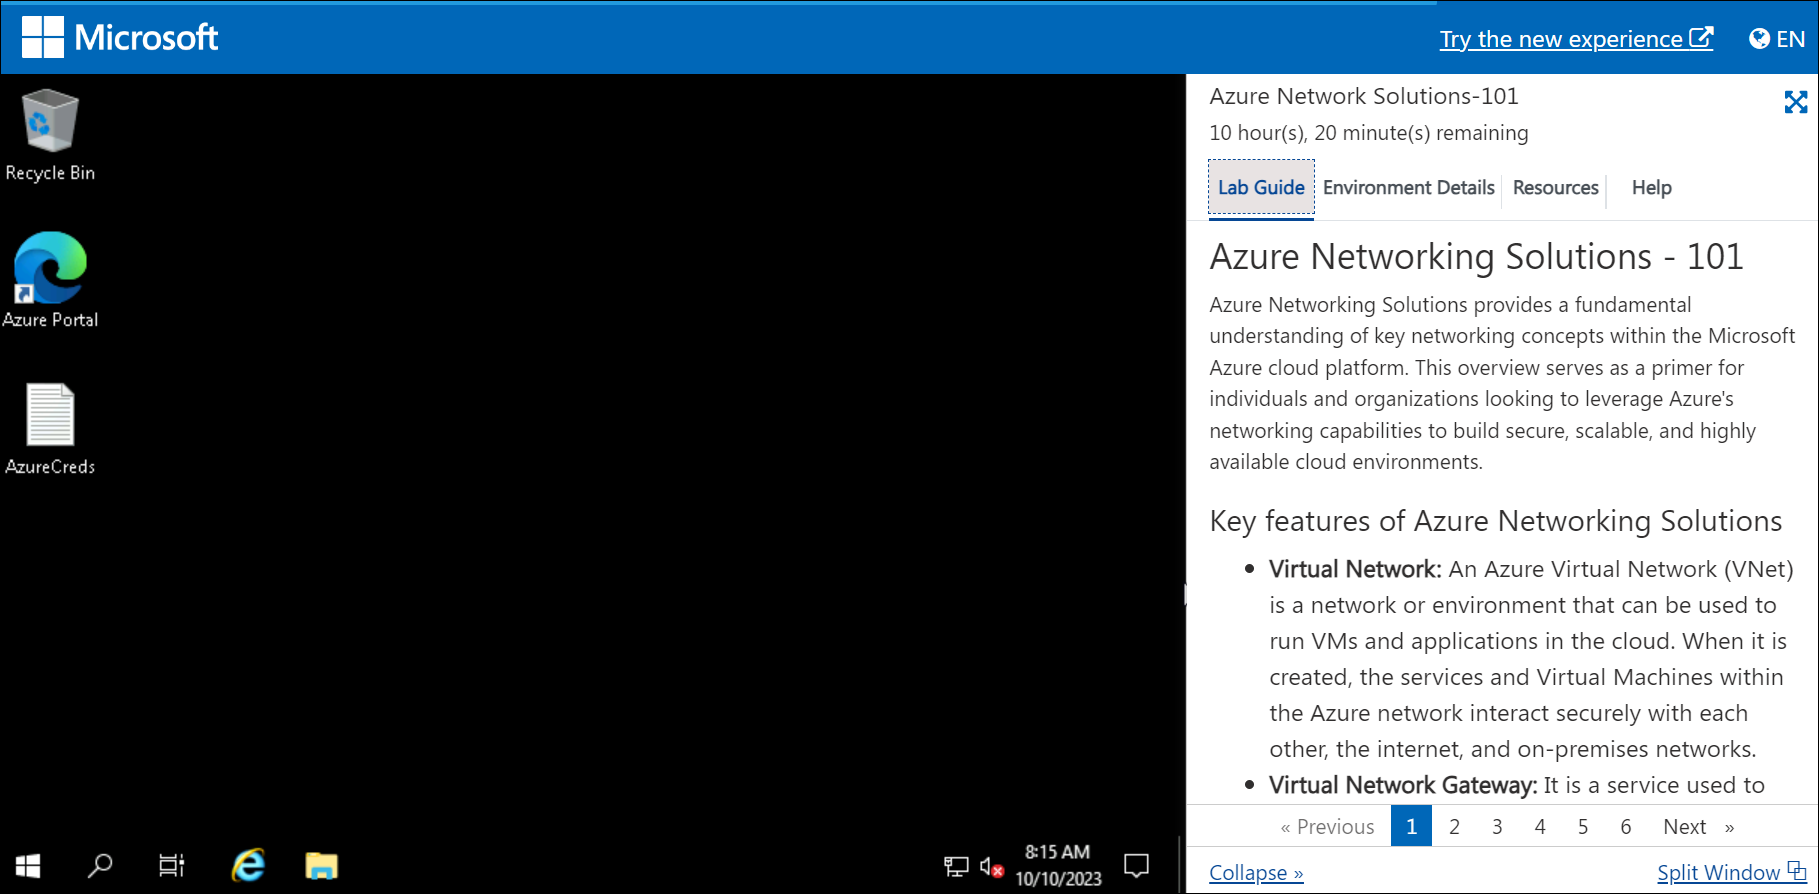 Microsoft
Try the new experience
EN
Recycle Bin
Azure Portal
AzureCreds
8:15 AM
10/10/2023
Azure Network Solutions-101
10 hour(s), 20 minute(s) remaining
Lab Guide Environment Details Resources Help
Azure Networking Solutions - 101
Azure Networking Solutions provides a fundamental
understanding of key networking concepts within the Microsoft
Azure cloud platform. This overview serves as a primer for
individuals and organizations looking to leverage Azure's
networking capabilities to build secure, scalable, and highly
available cloud environments.
Key features of Azure Networking Solutions
• Virtual Network: An Azure Virtual Network (VNet)
is a network or environment that can be used to
run VMs and applications in the cloud. When it is
created, the services and Virtual Machines within
the Azure network interact securely with each
other, the internet, and on-premises networks.
• Virtual Network Gateway: It is a service used to
« Previous 1 2 3 4 5 6 Next »
Collapse »
Split Window